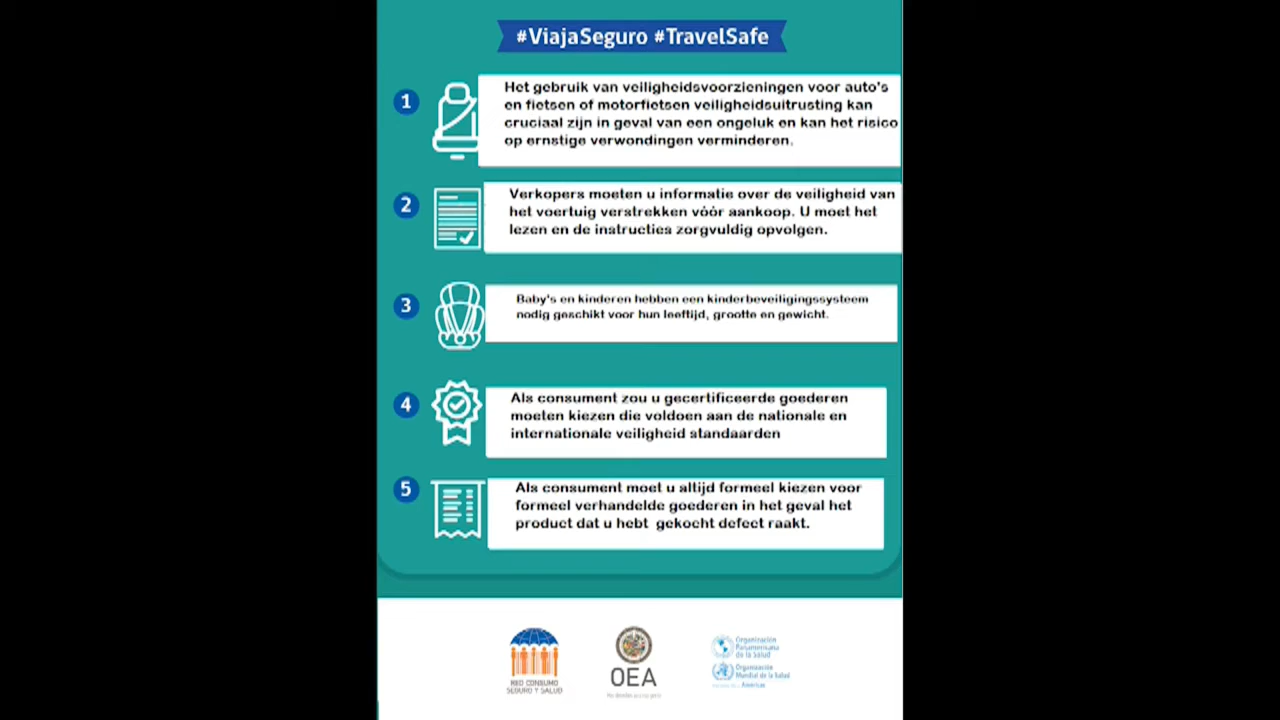 #ViajaSeguro #TravelSafe
1
Het gebruik van veiligheidsvoorzieningen voor auto's
en fietsen of motorfietsen veiligheidsuitrusting kan
cruciaal zijn in geval van een ongeluk en kan het risico
op ernstige verwondingen verminderen.
2
Verkopers moeten u informatie over de veiligheid van
het voertuig verstrekken vóór aankoop. U moet het
lezen en de instructies zorgvuldig opvolgen.
3
Baby's en kinderen hebben een kinderbeveiligingssysteem
nodig geschikt voor hun leeftijd, grootte en gewicht.
4
Als consument zou u gecertificeerde goederen
moeten kiezen die voldoen aan de nationale en
internationale veiligheid standaarden
5
Als consument moet u altijd formeel kiezen voor
formeel verhandelde goederen in het geval het
product dat u hebt gekocht defect raakt.
RED CONSUMO
SEGURO Y SALUD
OEA
Organización
Panamericana
de la Salud
Organización
Mundial de la Salud
Américas